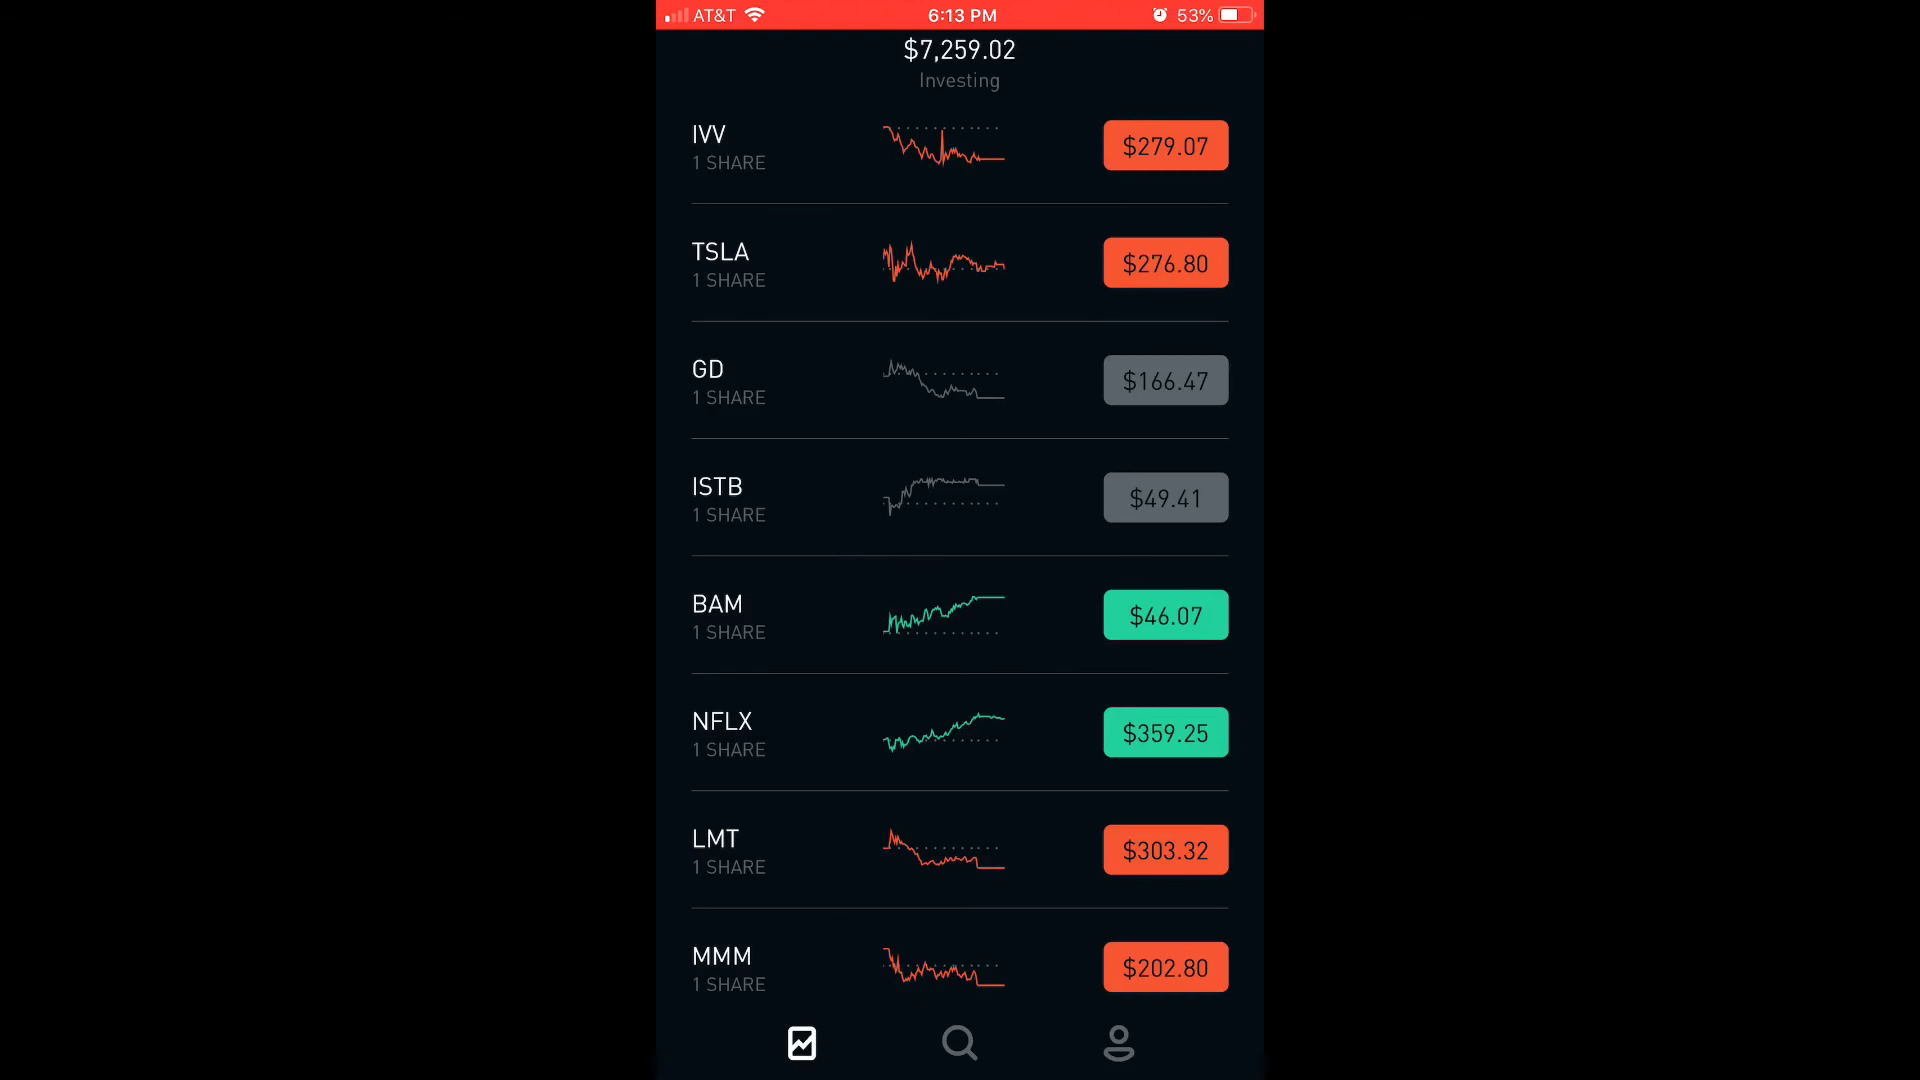 AT&T 6:13 PM 53%
$7,259.02
Investing
IVV
1 SHARE
$279.07
TSLA
1 SHARE
$276.80
GD
1 SHARE
$166.47
ISTB
1 SHARE
$49.41
BAM
1 SHARE
$46.07
NFLX
1 SHARE
$359.25
LMT
1 SHARE
$303.32
MMM
1 SHARE
$202.80